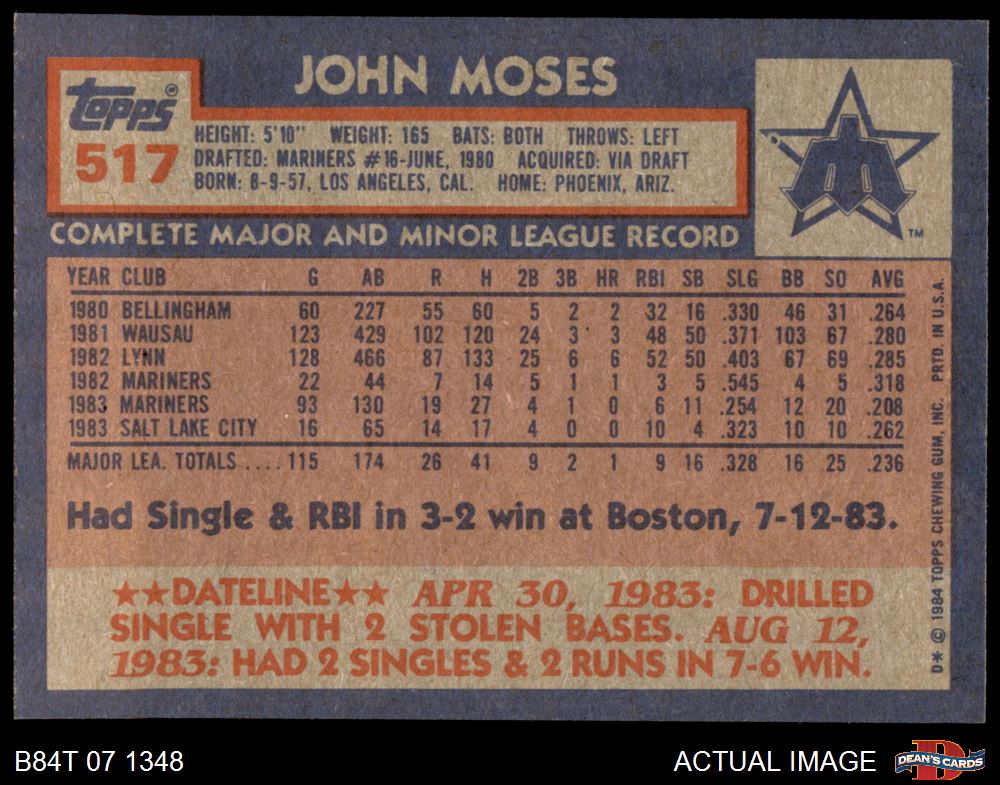 JOHN MOSES
Topps®
517
HEIGHT: 5'10" WEIGHT: 165 BATS: BOTH THROWS: LEFT
DRAFTED: MARINERS #16-JUNE, 1980 ACQUIRED: VIA DRAFT
BORN: 8-9-57, LOS ANGELES, CAL. HOME: PHOENIX, ARIZ.
TM
COMPLETE MAJOR AND MINOR LEAGUE RECORD
YEAR CLUB G AB R H 2B 3B HR RBI SB SLG BB SO AVG
1980 BELLINGHAM 60 227 55 60 5 2 2 32 16 .330 46 31 .264
1981 WAUSAU 123 429 102 120 24 3 3 48 50 .371 103 67 .280
1982 LYNN 128 466 87 133 25 6 6 52 50 .403 67 69 .285
1982 MARINERS 22 44 7 14 5 1 1 3 5 .545 4 5 .318
1983 MARINERS 93 130 19 27 4 1 0 6 11 .254 12 20 .208
1983 SALT LAKE CITY 16 65 14 17 4 0 0 10 4 .323 10 10 .262
MAJOR LEA. TOTALS .... 115 174 26 41 9 2 1 9 16 .328 16 25 .236
Had Single & RBI in 3-2 win at Boston, 7-12-83.
★★DATELINE★★ APR 30, 1983: DRILLED
SINGLE WITH 2 STOLEN BASES. AUG 12,
1983: HAD 2 SINGLES & 2 RUNS IN 7-6 WIN.
D* © 1984 TOPPS CHEWING GUM, INC. PRTD. IN U.S.A.
B84T 07 1348
ACTUAL IMAGE
D
DEAN'S CARDS